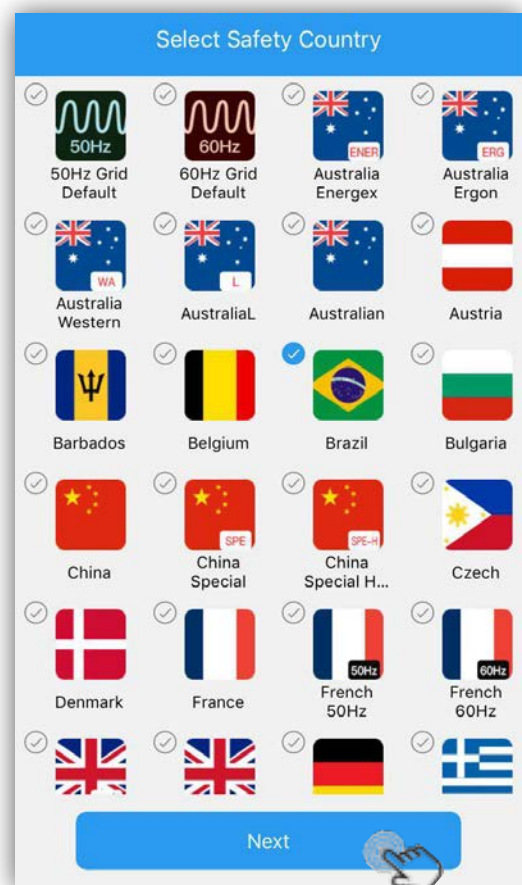 Select Safety Country
50Hz
60Hz
ENER
ERG
50Hz Grid
Default
60Hz Grid
Default
Australia
Energex
Australia
Ergon
WA
L
Australia
Western
AustraliaL
Australian
Austria
Barbados
Belgium
Brazil
Bulgaria
SPE
SPE-H
China
China
Special
China
Special H...
Czech
50Hz
60Hz
Denmark
France
French
50Hz
French
60Hz
Next